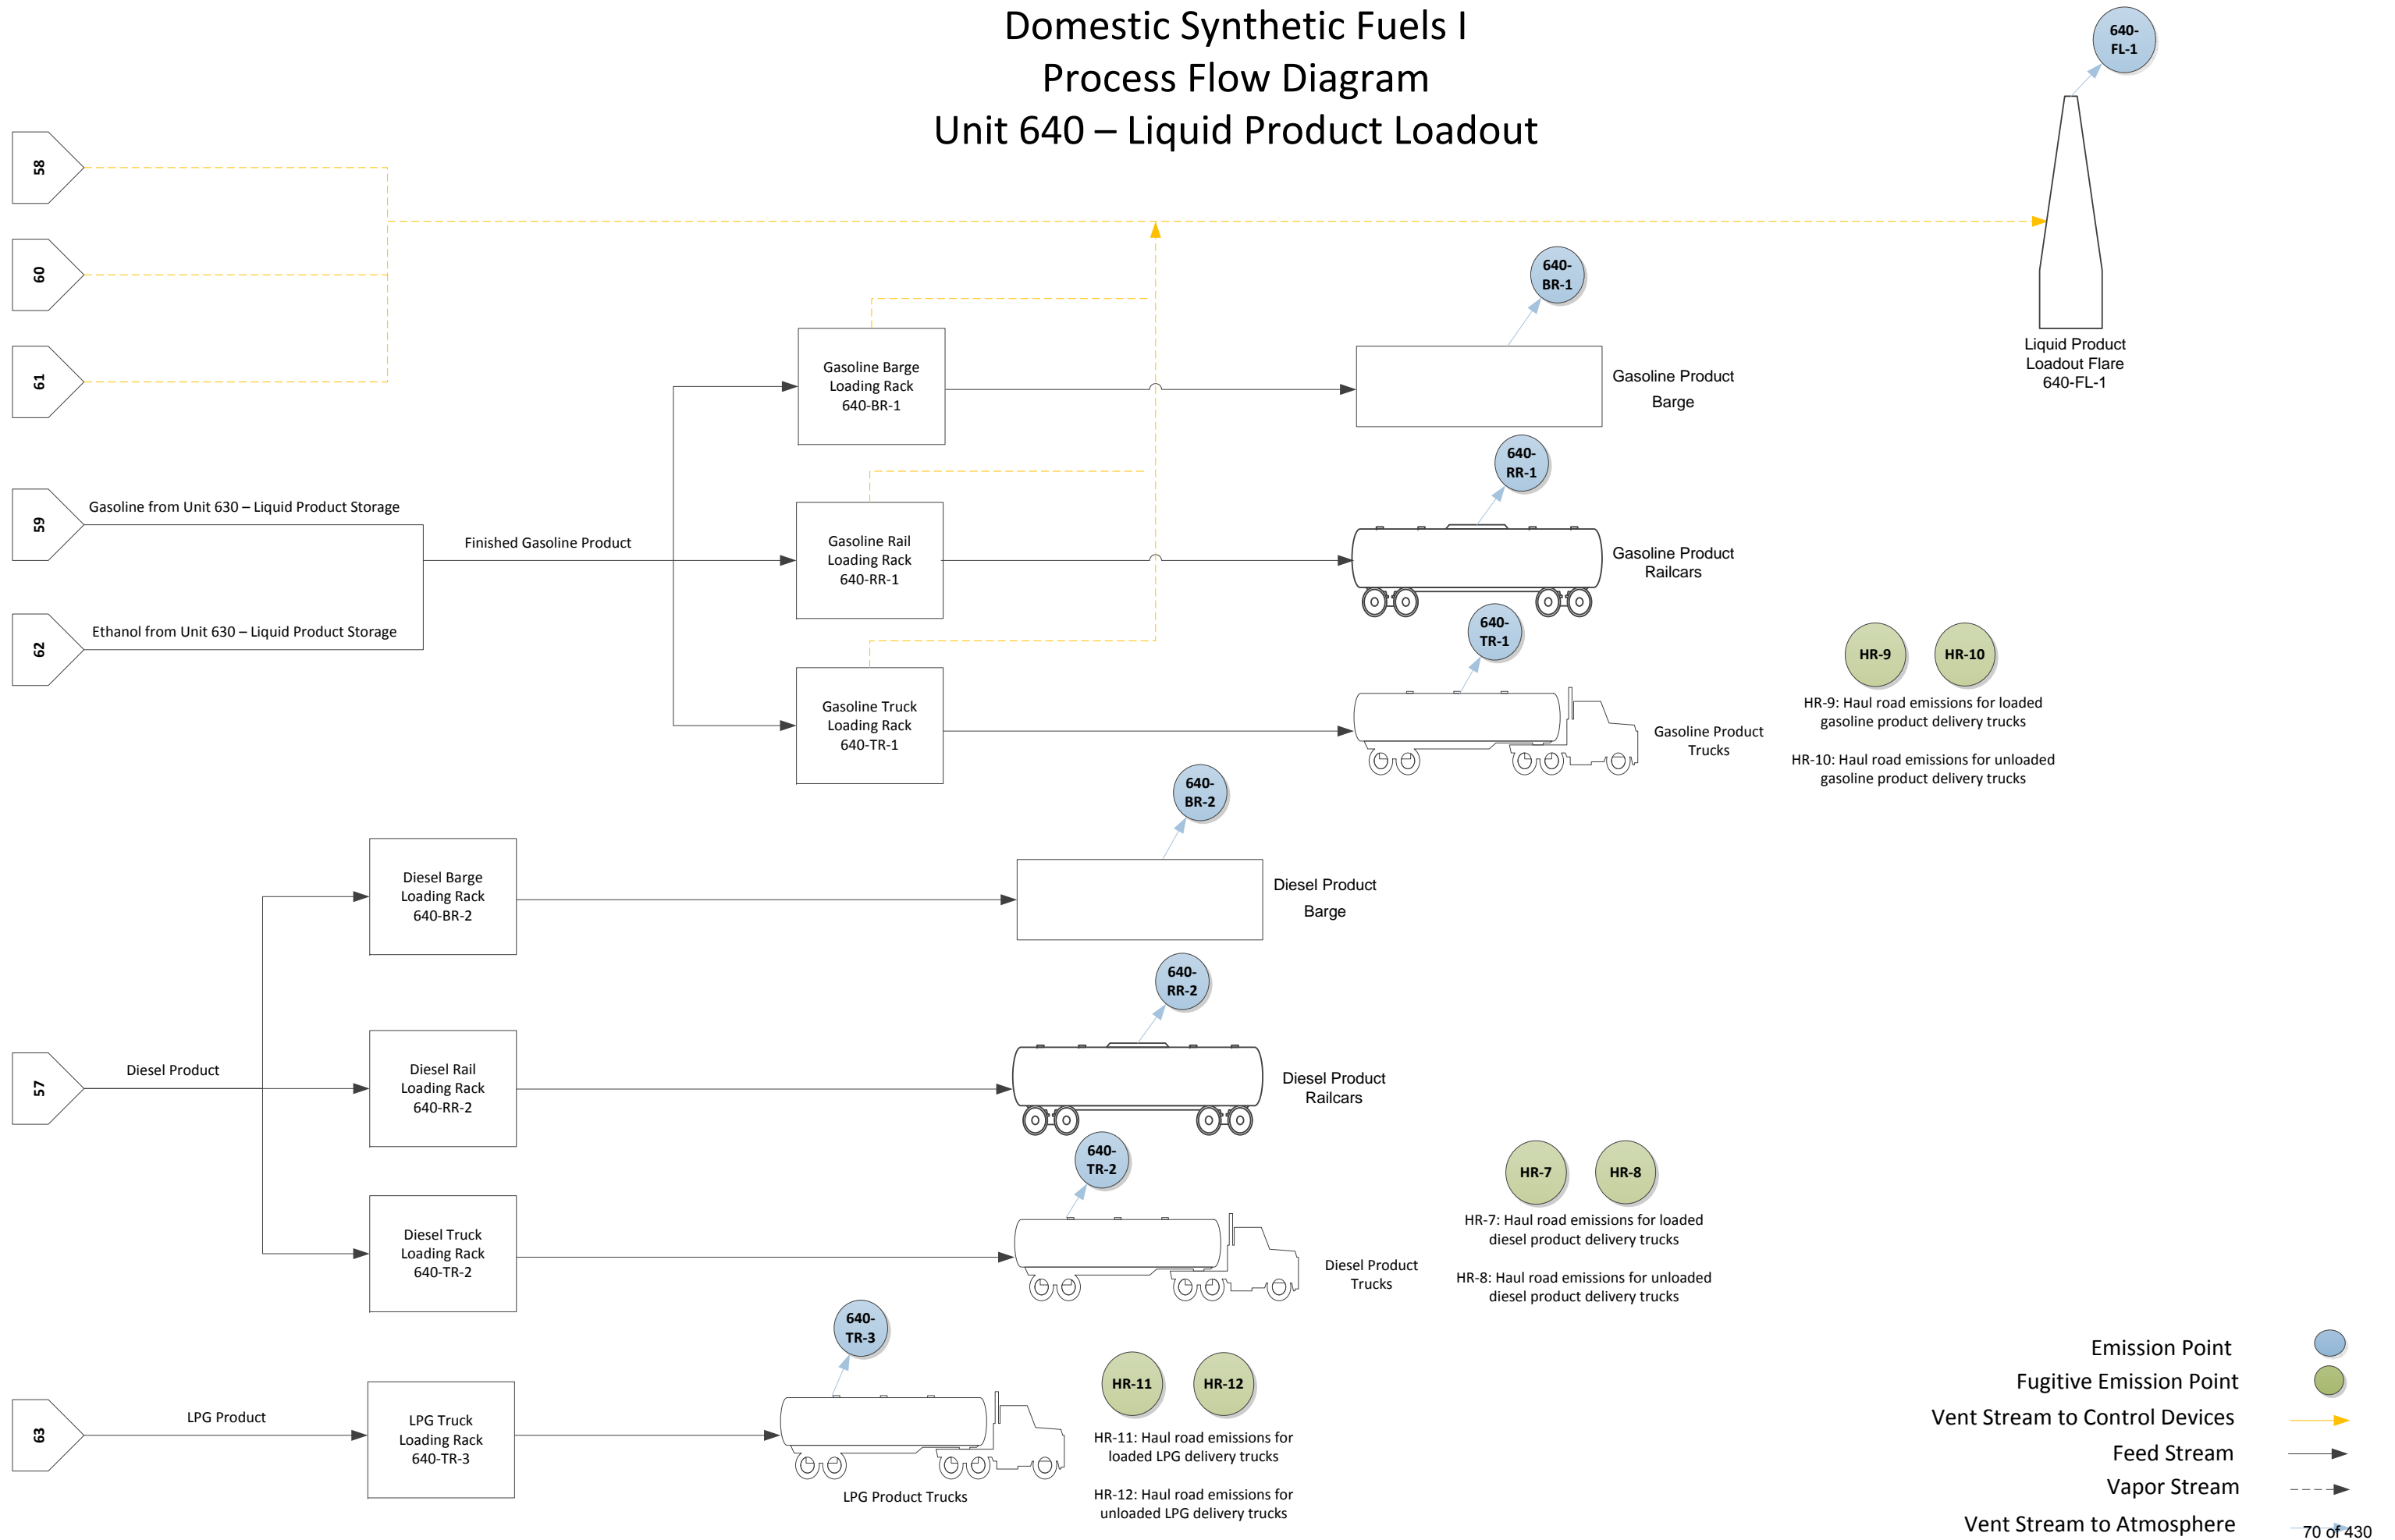 Domestic Synthetic Fuels I
Process Flow Diagram
Unit 640 – Liquid Product Loadout
640-
FL-1
58
60
61
59
62
57
63
640-
BR-1
Liquid Product
Loadout Flare
640-FL-1
Gasoline Barge
Loading Rack
640-BR-1
Gasoline Product
Barge
640-
RR-1
Gasoline from Unit 630 – Liquid Product Storage
Finished Gasoline Product
Gasoline Rail
Loading Rack
640-RR-1
Gasoline Product
Railcars
Ethanol from Unit 630 – Liquid Product Storage
640-
TR-1
HR-9
HR-10
Gasoline Truck
Loading Rack
640-TR-1
Gasoline Product
Trucks
HR-9: Haul road emissions for loaded
gasoline product delivery trucks
HR-10: Haul road emissions for unloaded
gasoline product delivery trucks
640-
BR-2
Diesel Barge
Loading Rack
640-BR-2
Diesel Product
Barge
640-
RR-2
Diesel Product
Diesel Rail
Loading Rack
640-RR-2
Diesel Product
Railcars
640-
TR-2
HR-7
HR-8
Diesel Truck
Loading Rack
640-TR-2
Diesel Product
Trucks
HR-7: Haul road emissions for loaded
diesel product delivery trucks
HR-8: Haul road emissions for unloaded
diesel product delivery trucks
640-
TR-3
HR-11
HR-12
LPG Product
LPG Truck
Loading Rack
640-TR-3
LPG Product Trucks
HR-11: Haul road emissions for
loaded LPG delivery trucks
HR-12: Haul road emissions for
unloaded LPG delivery trucks
Emission Point
Fugitive Emission Point
Vent Stream to Control Devices
Feed Stream
Vapor Stream
Vent Stream to Atmosphere
70 of 430